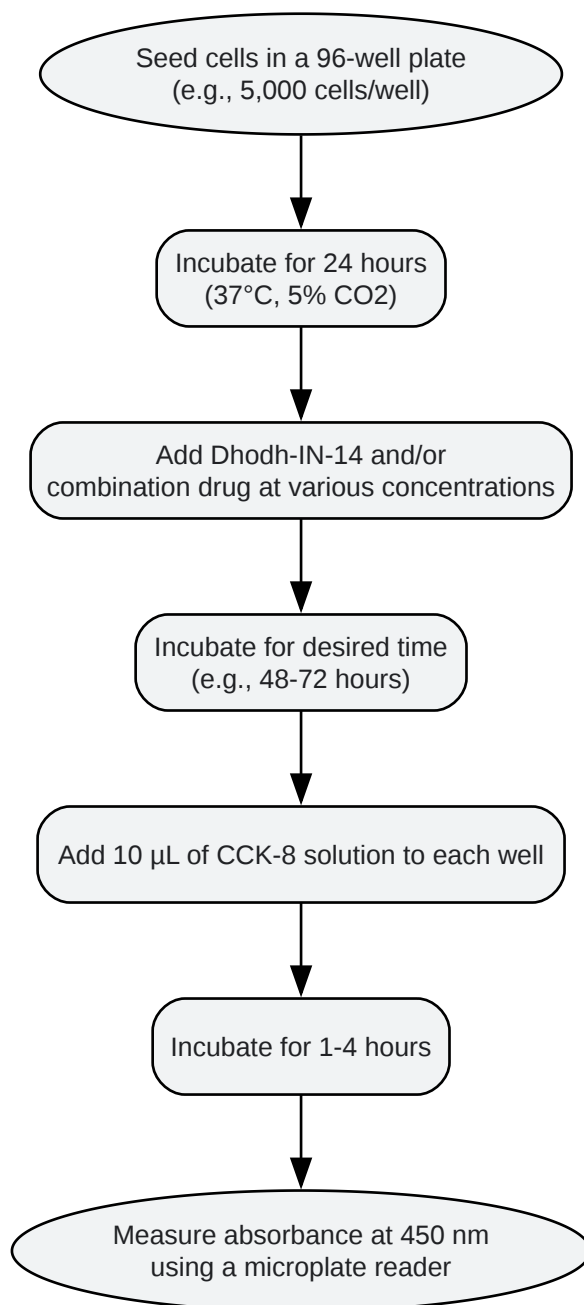 Seed cells in a 96-well plate
(e.g., 5,000 cells/well)
Incubate for 24 hours
(37°C, 5% CO2)
Add Dhodh-IN-14 and/or
combination drug at various concentrations
Incubate for desired time
(e.g., 48-72 hours)
Add 10 µL of CCK-8 solution to each well
Incubate for 1-4 hours
Measure absorbance at 450 nm
using a microplate reader